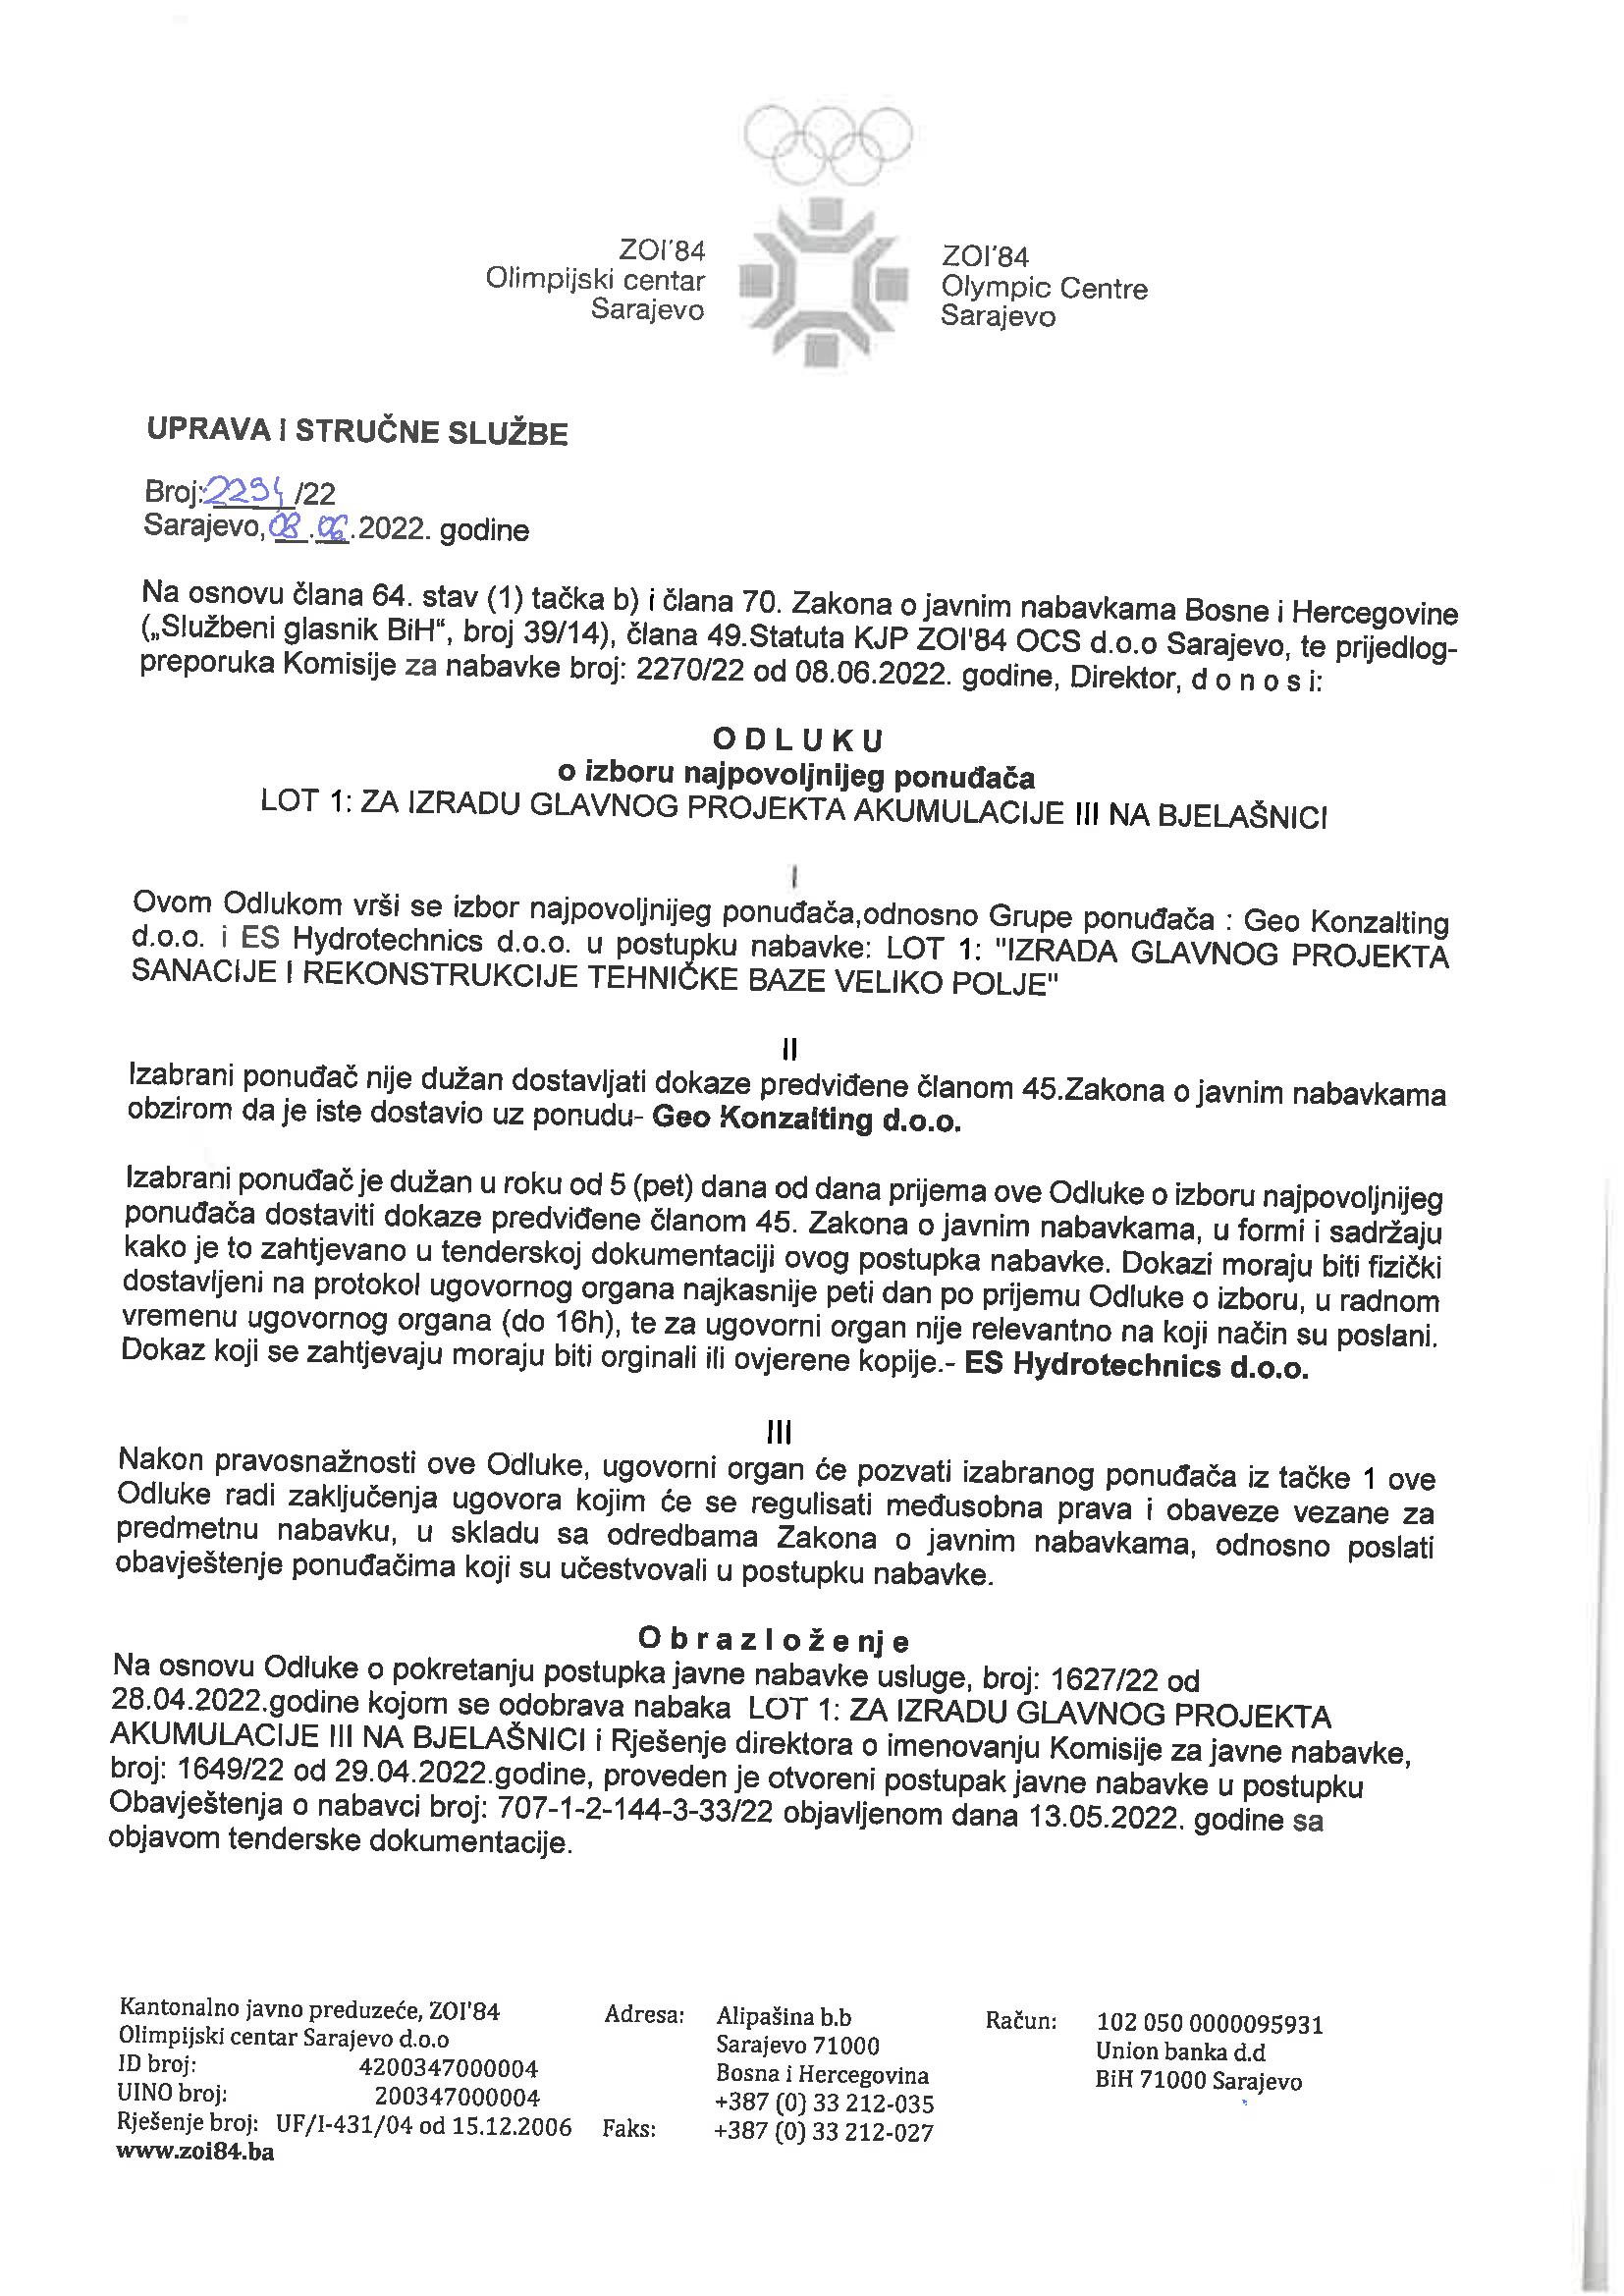 ZOI'84
Olimpijski centar
Sarajevo
ZOI'84
Olympic Centre
Sarajevo
UPRAVA I STRUČNE SLUŽBE
Broj: 2294 /22
Sarajevo, 08.06.2022. godine
Na osnovu člana 64. stav (1) tačka b) i člana 70. Zakona o javnim nabavkama Bosne i Hercegovine
(„Službeni glasnik BiH“, broj 39/14), člana 49.Statuta KJP ZOI'84 OCS d.o.o Sarajevo, te prijedlog-
preporuka Komisije za nabavke broj: 2270/22 od 08.06.2022. godine, Direktor, d o n o s i:
O D L U K U
o izboru najpovoljnijeg ponuđača
LOT 1: ZA IZRADU GLAVNOG PROJEKTA AKUMULACIJE III NA BJELAŠNICI
I
Ovom Odlukom vrši se izbor najpovoljnijeg ponuđača,odnosno Grupe ponuđača : Geo Konzalting
d.o.o. i ES Hydrotechnics d.o.o. u postupku nabavke: LOT 1: "IZRADA GLAVNOG PROJEKTA
SANACIJE I REKONSTRUKCIJE TEHNIČKE BAZE VELIKO POLJE"
II
Izabrani ponuđač nije dužan dostavljati dokaze predviđene članom 45.Zakona o javnim nabavkama
obzirom da je iste dostavio uz ponudu- Geo Konzalting d.o.o.
Izabrani ponuđač je dužan u roku od 5 (pet) dana od dana prijema ove Odluke o izboru najpovoljnijeg
ponuđača dostaviti dokaze predviđene članom 45. Zakona o javnim nabavkama, u formi i sadržaju
kako je to zahtjevano u tenderskoj dokumentaciji ovog postupka nabavke. Dokazi moraju biti fizički
dostavljeni na protokol ugovornog organa najkasnije peti dan po prijemu Odluke o izboru, u radnom
vremenu ugovornog organa (do 16h), te za ugovorni organ nije relevantno na koji način su poslani.
Dokaz koji se zahtjevaju moraju biti orginali ili ovjerene kopije.- ES Hydrotechnics d.o.o.
III
Nakon pravosnažnosti ove Odluke, ugovorni organ će pozvati izabranog ponuđača iz tačke 1 ove
Odluke radi zaključenja ugovora kojim će se regulisati međusobna prava i obaveze vezane za
predmetnu nabavku, u skladu sa odredbama Zakona o javnim nabavkama, odnosno poslati
obavještenje ponuđačima koji su učestvovali u postupku nabavke.
O b r a z l o ž e nj e
Na osnovu Odluke o pokretanju postupka javne nabavke usluge, broj: 1627/22 od
28.04.2022.godine kojom se odobrava nabaka LOT 1: ZA IZRADU GLAVNOG PROJEKTA
AKUMULACIJE III NA BJELAŠNICI i Rješenje direktora o imenovanju Komisije za javne nabavke,
broj: 1649/22 od 29.04.2022.godine, proveden je otvoreni postupak javne nabavke u postupku
Obavještenja o nabavci broj: 707-1-2-144-3-33/22 objavljenom dana 13.05.2022. godine sa
objavom tenderske dokumentacije.
Kantonalno javno preduzeće, ZOI'84
Olimpijski centar Sarajevo d.o.o
ID broj: 4200347000004
UINO broj: 200347000004
Rješenje broj: UF/I-431/04 od 15.12.2006
www.zoi84.ba
Adresa: Alipašina b.b
Sarajevo 71000
Bosna i Hercegovina
+387 (0) 33 212-035
Faks: +387 (0) 33 212-027
Račun: 102 050 0000095931
Union banka d.d
BiH 71000 Sarajevo